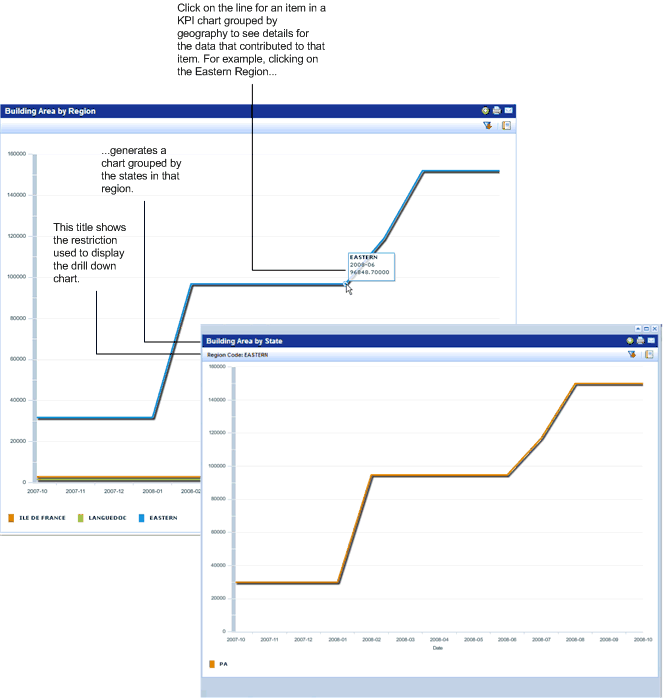 Click on the line for an item in a
KPI chart grouped by
geography to see details for
the data that contributed to that
item. For example, clicking on
the Eastern Region...
Building Area by Region
...generates a
chart grouped by
the states in that
region.
This title shows
the restriction
used to display
the drill down
chart.
160000
140000
120000
100000
80000
60000
40000
20000
0
EASTERN
2008-06
96848.70000
2007-10 2007-11 2007-12 2008-01 2008-02
ILE DE FRANCE LANGUEDOC EASTERN
Building Area by State
Region Code: EASTERN
160000
140000
120000
100000
80000
60000
40000
20000
0
2007-10 2007-11 2007-12 2008-01 2008-02 2008-03 2008-04 2008-05 2008-06 2008-07 2008-08 2008-09 2008-10
Date
PA